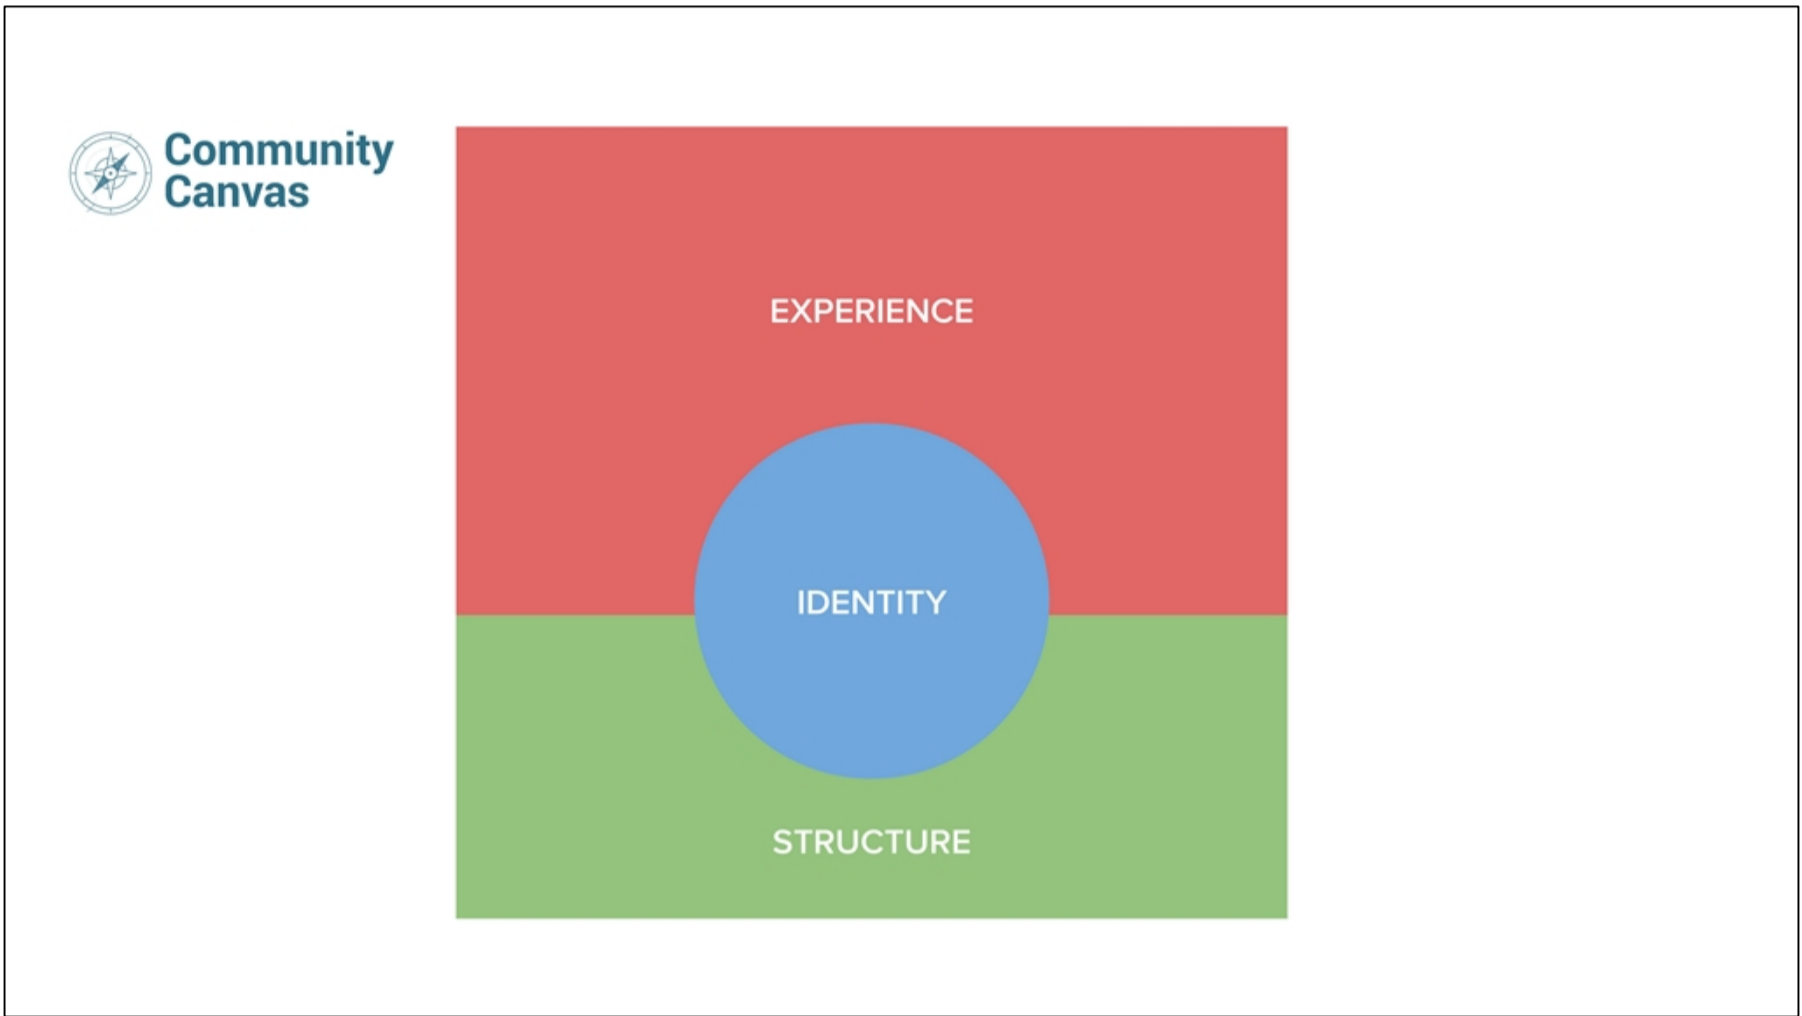 Community
Canvas
EXPERIENCE
IDENTITY
STRUCTURE